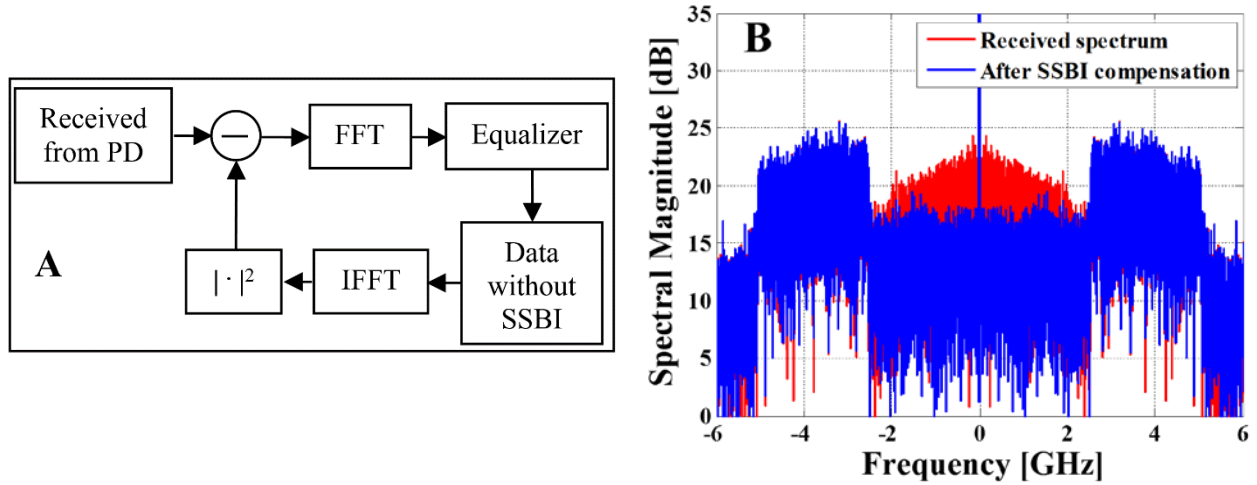 Received
from PD
−
FFT
Equalizer
A
| · |²
IFFT
Data
without
SSBI
B
Received spectrum
After SSBI compensation
Spectral Magnitude [dB]
35
30
25
20
15
10
5
0
-6
-4
-2
0
2
4
6
Frequency [GHz]